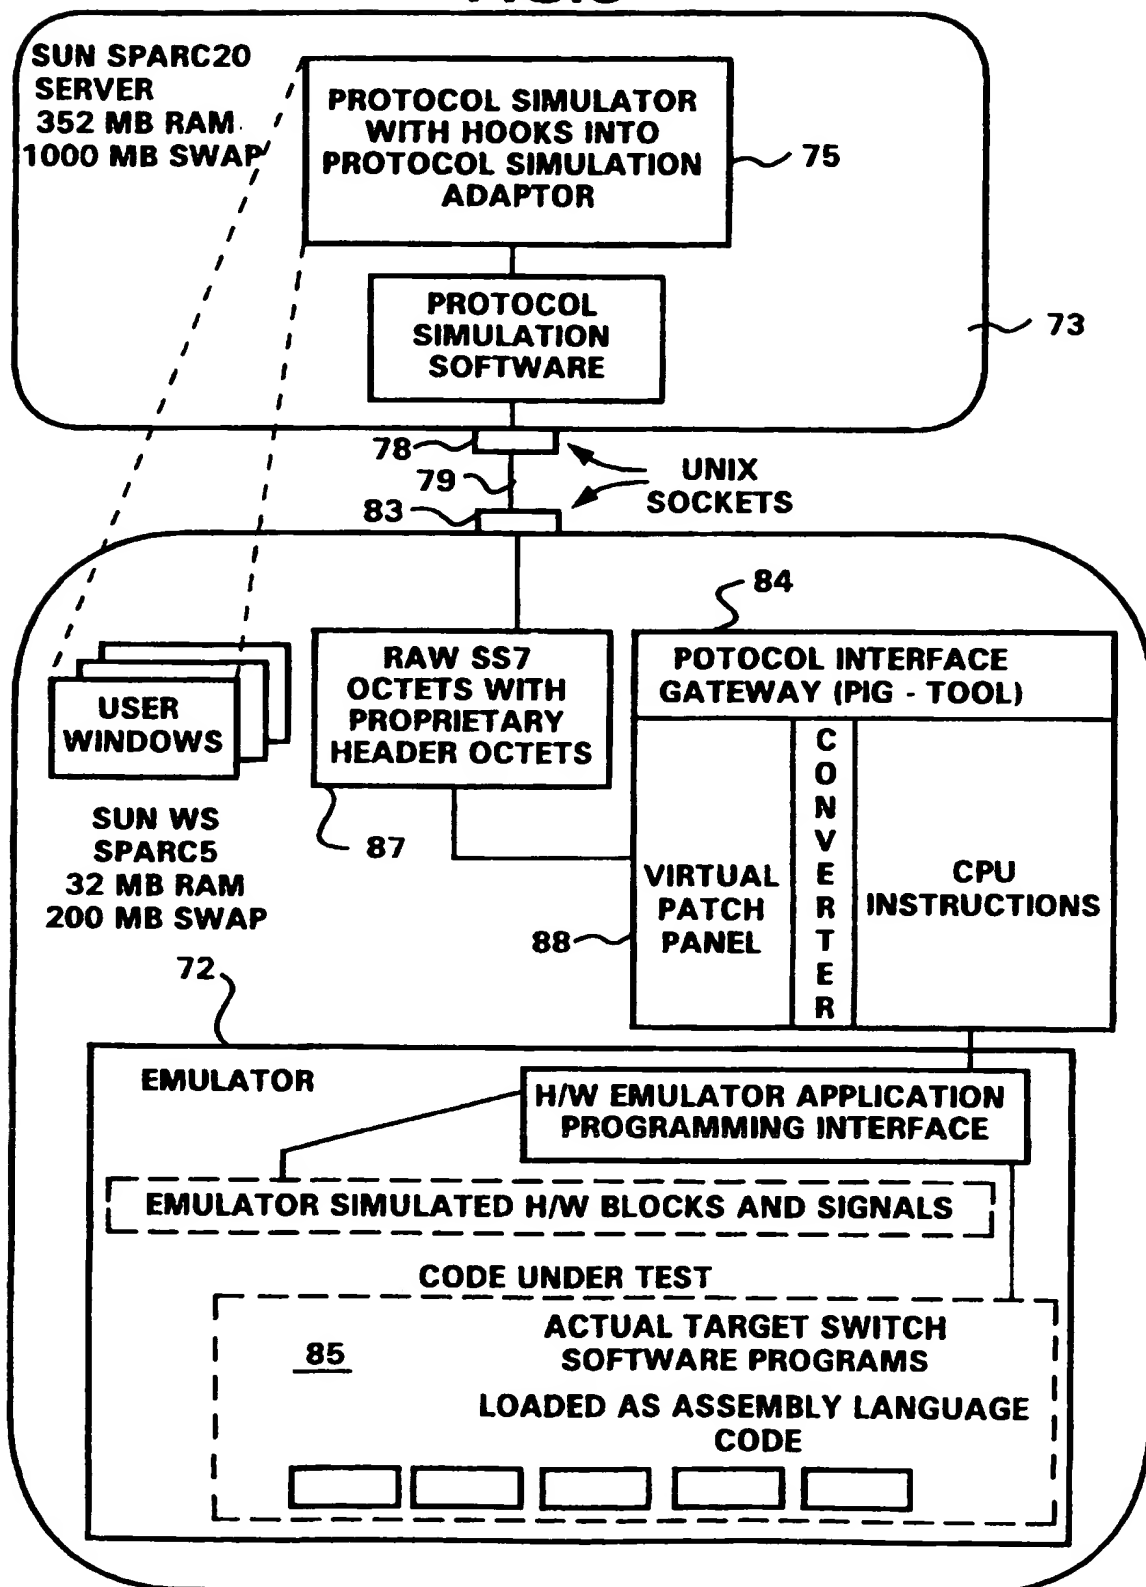 SUN SPARC20
SERVER
352 MB RAM
1000 MB SWAP
PROTOCOL SIMULATOR
WITH HOOKS INTO
PROTOCOL SIMULATION
ADAPTOR
75
PROTOCOL
SIMULATION
SOFTWARE
73
78
79
83
UNIX
SOCKETS
84
USER
WINDOWS
SUN WS
SPARC5
32 MB RAM
200 MB SWAP
RAW SS7
OCTETS WITH
PROPRIETARY
HEADER OCTETS
87
POTOCOL INTERFACE
GATEWAY (PIG - TOOL)
VIRTUAL
PATCH
PANEL
88
CONVERTER
CPU
INSTRUCTIONS
72
EMULATOR
H/W EMULATOR APPLICATION
PROGRAMMING INTERFACE
EMULATOR SIMULATED H/W BLOCKS AND SIGNALS
CODE UNDER TEST
85
ACTUAL TARGET SWITCH
SOFTWARE PROGRAMS
LOADED AS ASSEMBLY LANGUAGE
CODE